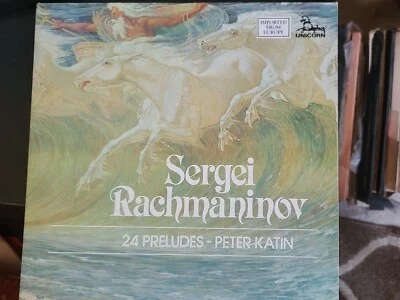 IMPORTED
FROM
EUROPE
UNICORN
Sergei
Rachmaninov
24 PRELUDES - PETER KATIN